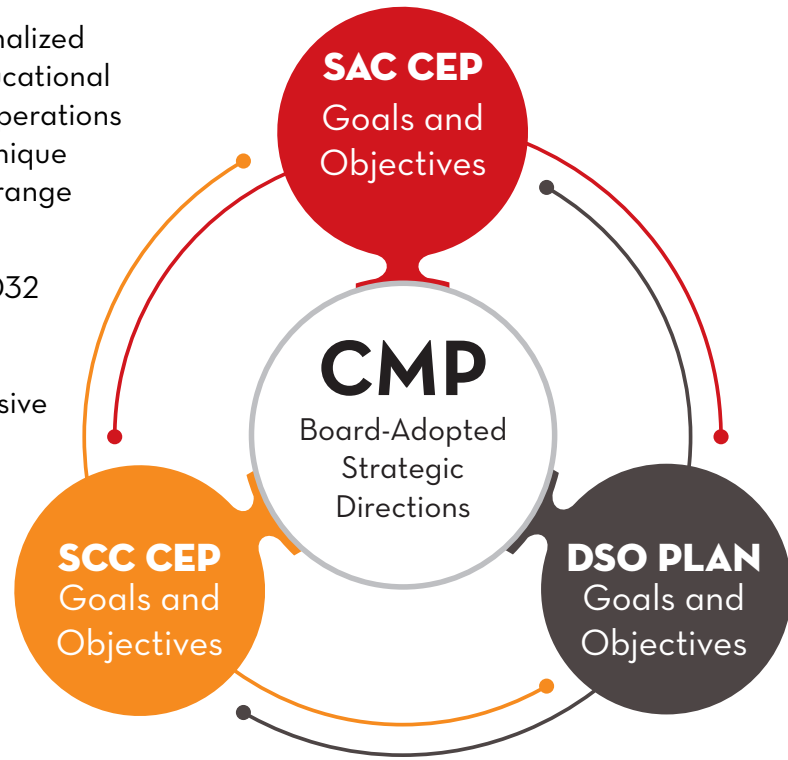 nalized
ucational
perations
nique
range
032
sive
SAC CEP
Goals and
Objectives
CMP
Board-Adopted
Strategic
Directions
SCC CEP
Goals and
Objectives
DSO PLAN
Goals and
Objectives